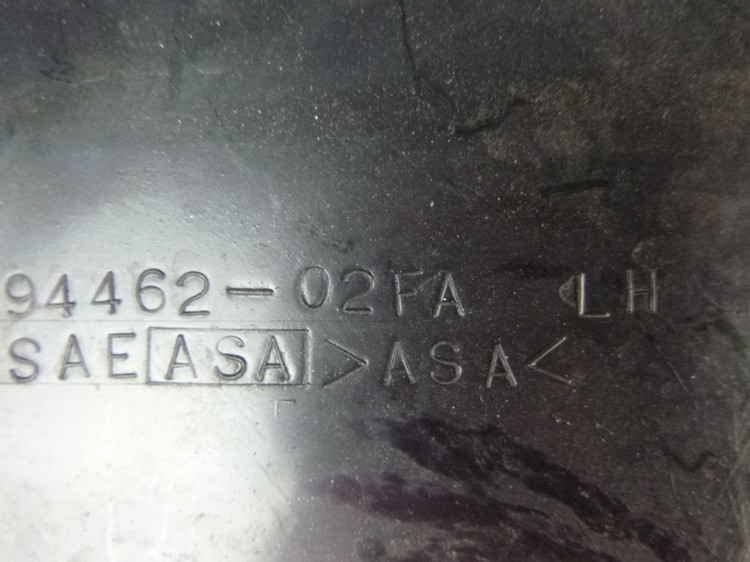 94462-02FA LH
SAE ASA >ASA<